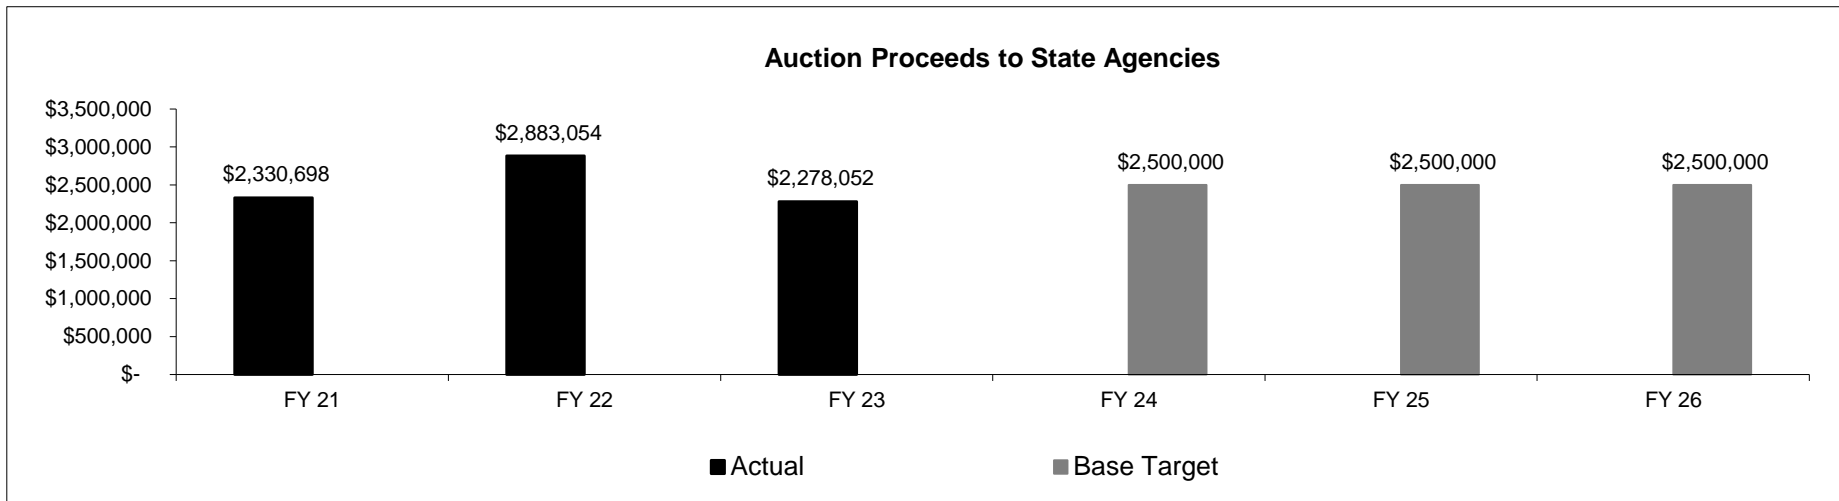 Auction Proceeds to State Agencies
$3,500,000
$3,000,000
$2,500,000
$2,000,000
$1,500,000
$1,000,000
$500,000
$-
$2,330,698
$2,883,054
$2,278,052
$2,500,000
$2,500,000
$2,500,000
FY 21
FY 22
FY 23
FY 24
FY 25
FY 26
Actual
Base Target